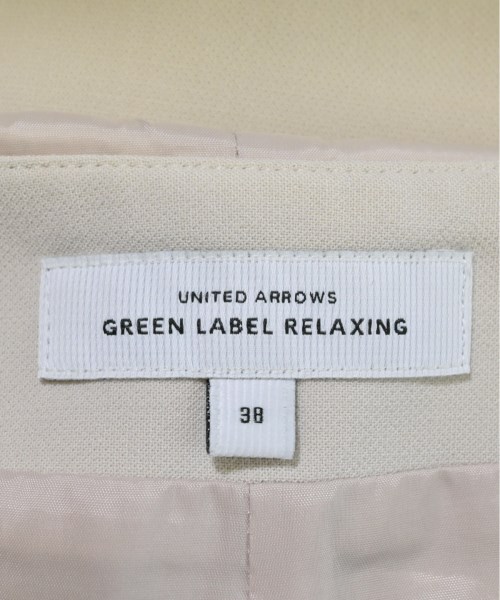 UNITED ARROWS
GREEN LABEL RELAXING
38